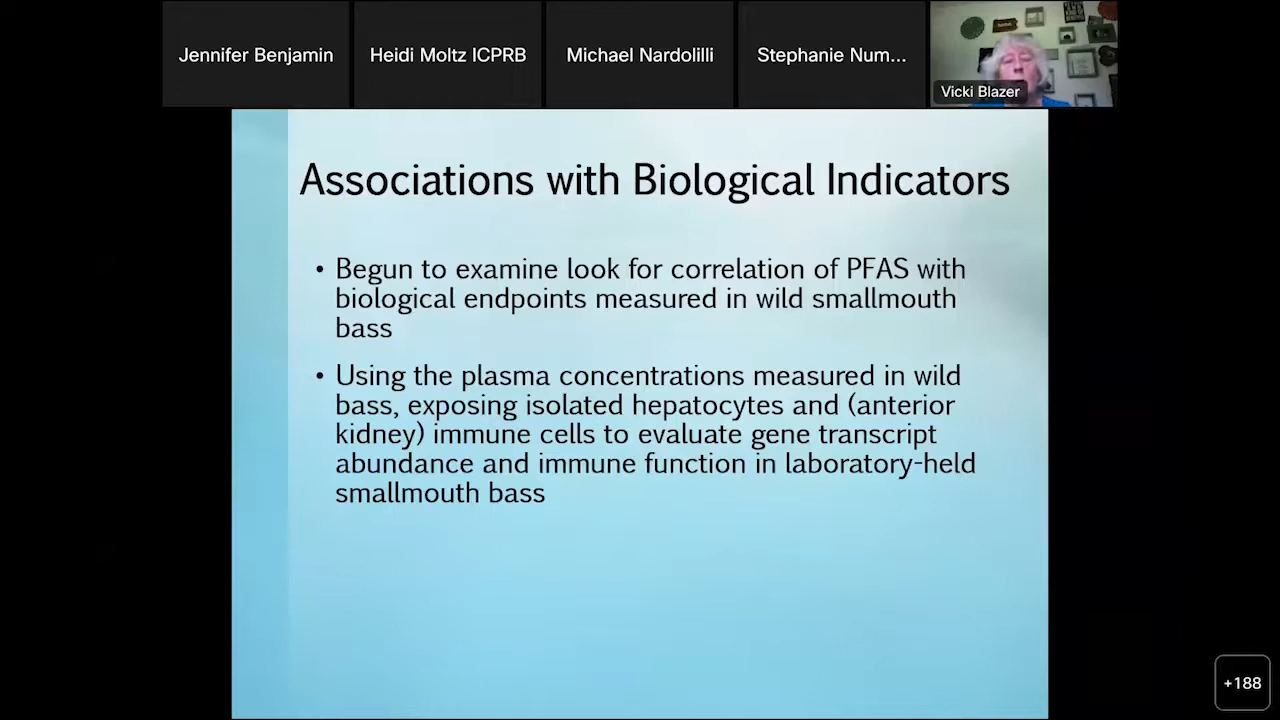 Jennifer Benjamin
Heidi Moltz ICPRB
Michael Nardolilli
Stephanie Num...
Vicki Blazer
Associations with Biological Indicators
• Begun to examine look for correlation of PFAS with
biological endpoints measured in wild smallmouth
bass
• Using the plasma concentrations measured in wild
bass, exposing isolated hepatocytes and (anterior
kidney) immune cells to evaluate gene transcript
abundance and immune function in laboratory-held
smallmouth bass
+188